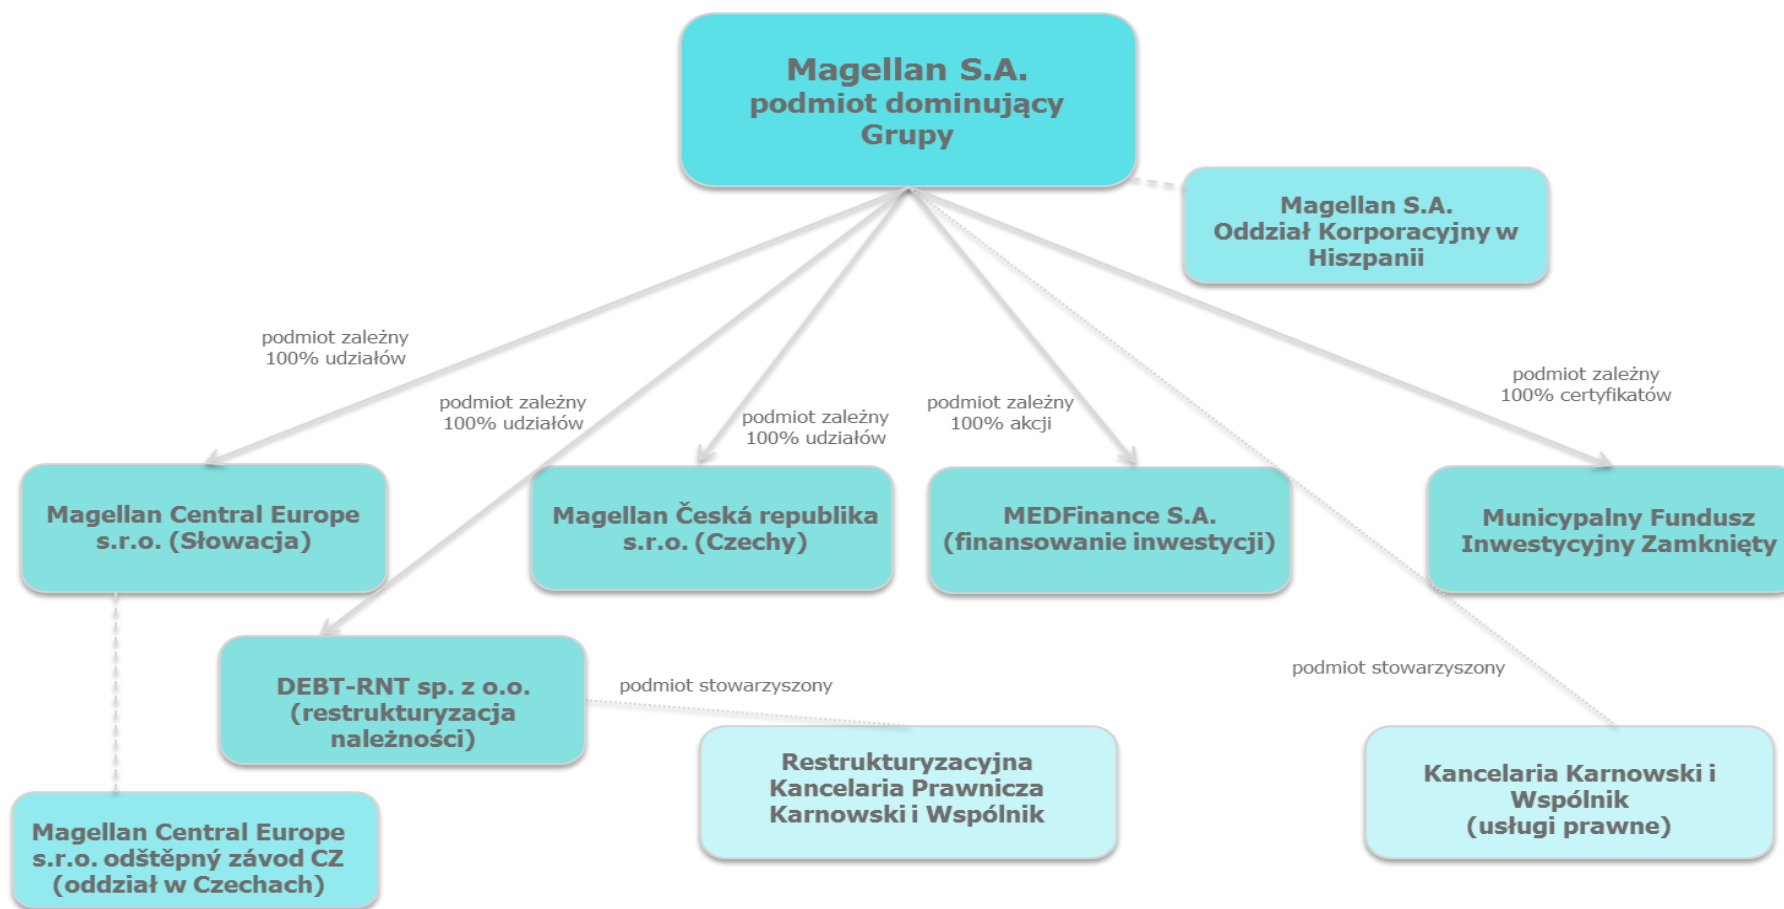 Magellan S.A.
podmiot dominujący
Grupy
Magellan S.A.
Oddział Korporacyjny w
Hiszpanii
podmiot zależny
100% udziałów
podmiot zależny
100% udziałów
podmiot zależny
100% udziałów
podmiot zależny
100% akcji
podmiot zależny
100% certyfikatów
Magellan Central Europe
s.r.o. (Słowacja)
Magellan Česká republika
s.r.o. (Czechy)
MEDFinance S.A.
(finansowanie inwestycji)
Municypalny Fundusz
Inwestycyjny Zamknięty
DEBT-RNT sp. z o.o.
(restrukturyzacja
należności)
podmiot stowarzyszony
podmiot stowarzyszony
Restrukturyzacyjna
Kancelaria Prawnicza
Karnowski i Wspólnik
Kancelaria Karnowski i
Wspólnik
(usługi prawne)
Magellan Central Europe
s.r.o. odštěpný závod CZ
(oddział w Czechach)